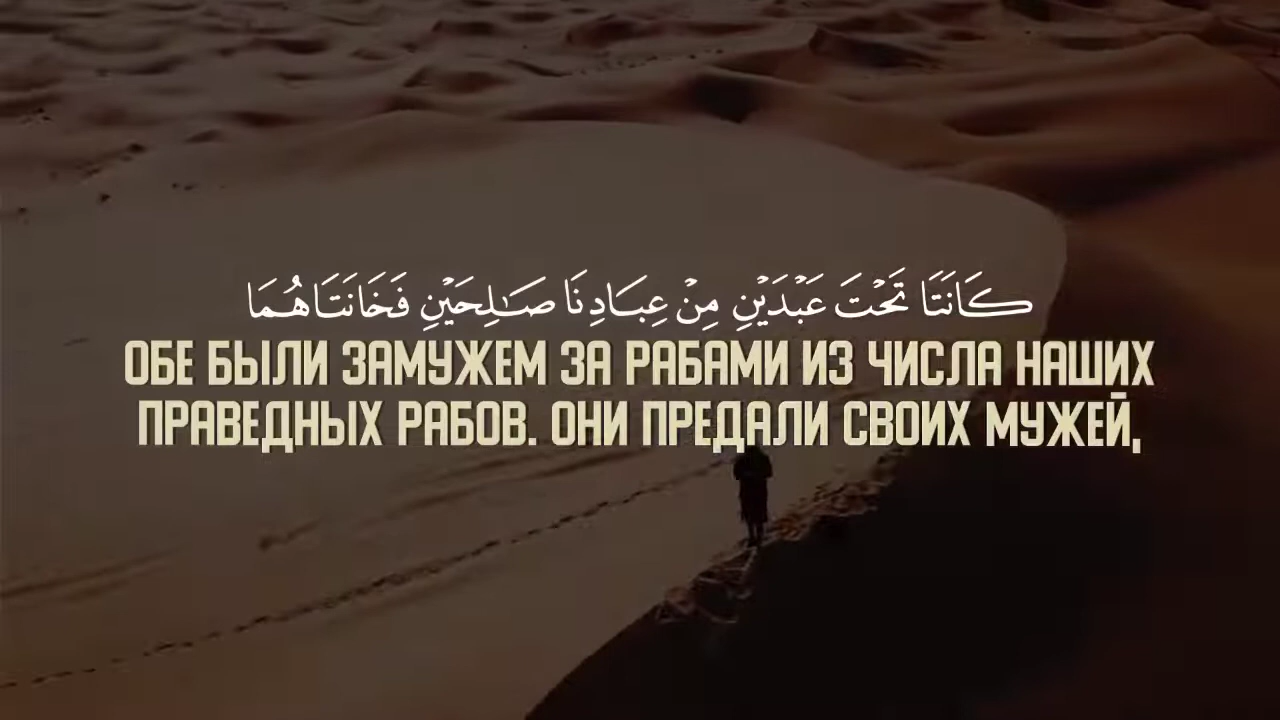 كَانَتَا تَحْتَ عَبْدَيْنِ مِنْ عِبَادِنَا صَـٰلِحَيْنِ فَخَانَتَاهُمَا
ОБЕ БЫЛИ ЗАМУЖЕМ ЗА РАБАМИ ИЗ ЧИСЛА НАШИХ
ПРАВЕДНЫХ РАБОВ. ОНИ ПРЕДАЛИ СВОИХ МУЖЕЙ,